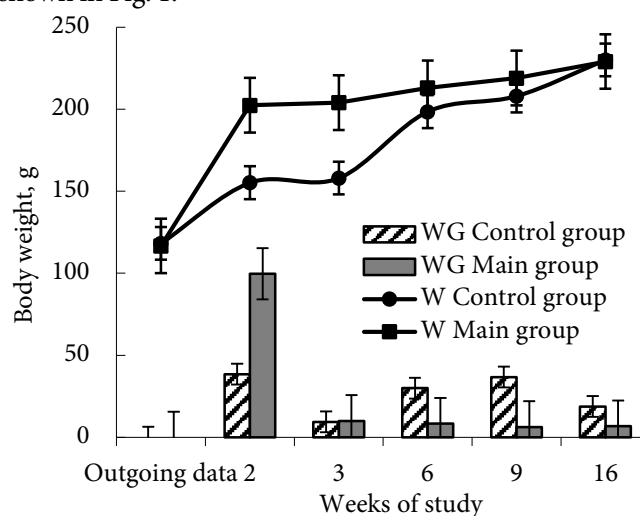 shown in Fig. 1.
250
200
150
100
50
0
Body weight, g
WG Control group
WG Main group
W Control group
W Main group
Outgoing data 2 3 6 9 16
Weeks of study